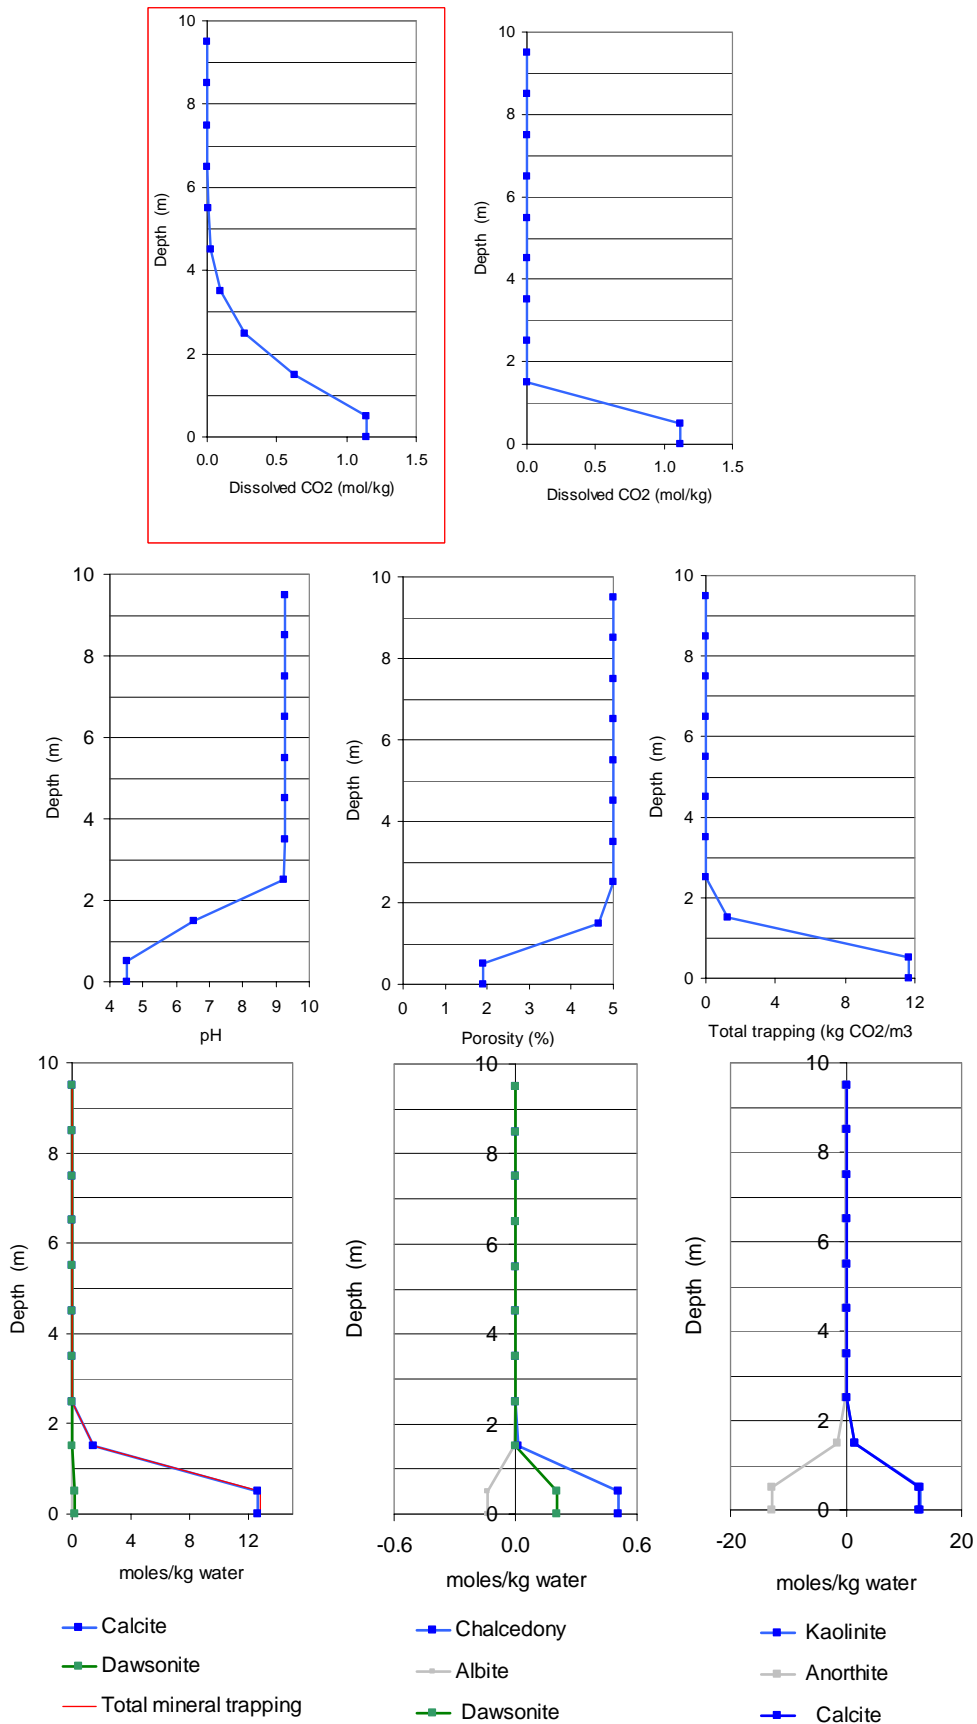 10
8
6
4
2
0
Depth (m)
0.0 0.5 1.0 1.5
Dissolved CO2 (mol/kg)
10
8
6
4
2
0
Depth (m)
0.0 0.5 1.0 1.5
Dissolved CO2 (mol/kg)
10
8
6
4
2
0
Depth (m)
4 5 6 7 8 9 10
pH
10
8
6
4
2
0
Depth (m)
0 1 2 3 4 5
Porosity (%)
10
8
6
4
2
0
Depth (m)
0 4 8 12
Total trapping (kg CO2/m3
10
8
6
4
2
0
Depth (m)
0 4 8 12
moles/kg water
Calcite
Dawsonite
Total mineral trapping
10
8
6
4
2
0
Depth (m)
-0.6 0.0 0.6
moles/kg water
Chalcedony
Albite
Dawsonite
10
8
6
4
2
0
Depth (m)
-20 0 20
moles/kg water
Kaolinite
Anorthite
Calcite